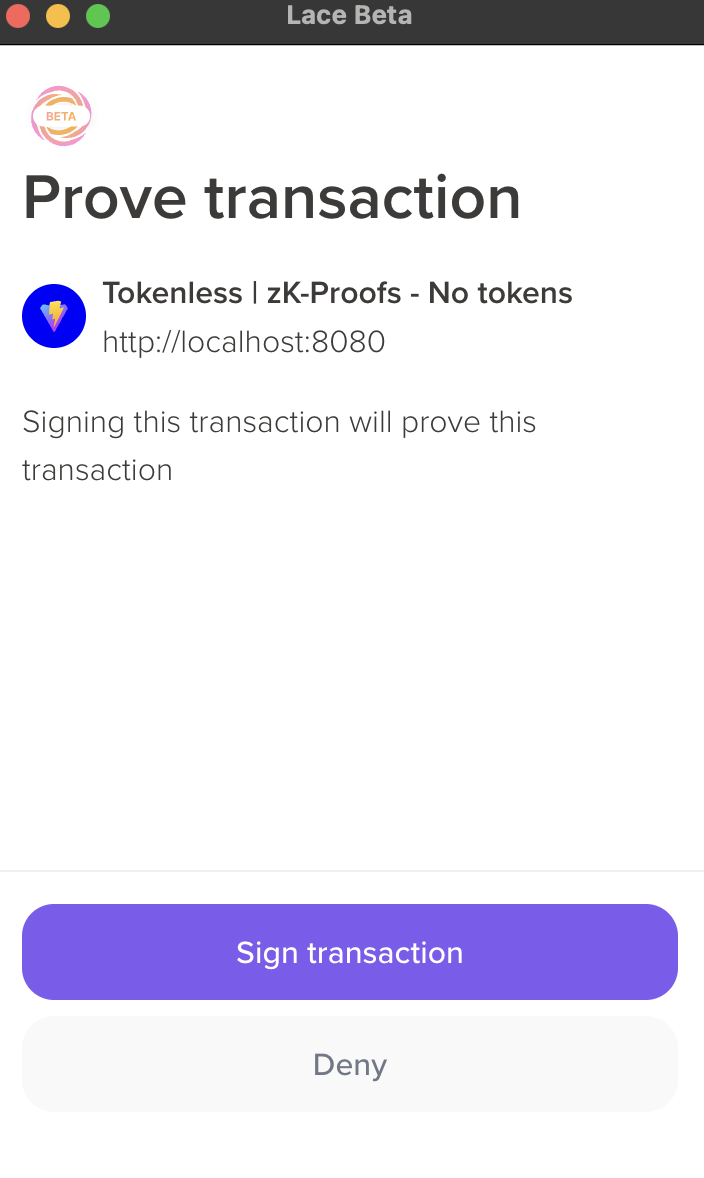 Lace Beta
BETA
Prove transaction
Tokenless | zK-Proofs - No tokens
http://localhost:8080
Signing this transaction will prove this
transaction
Sign transaction
Deny